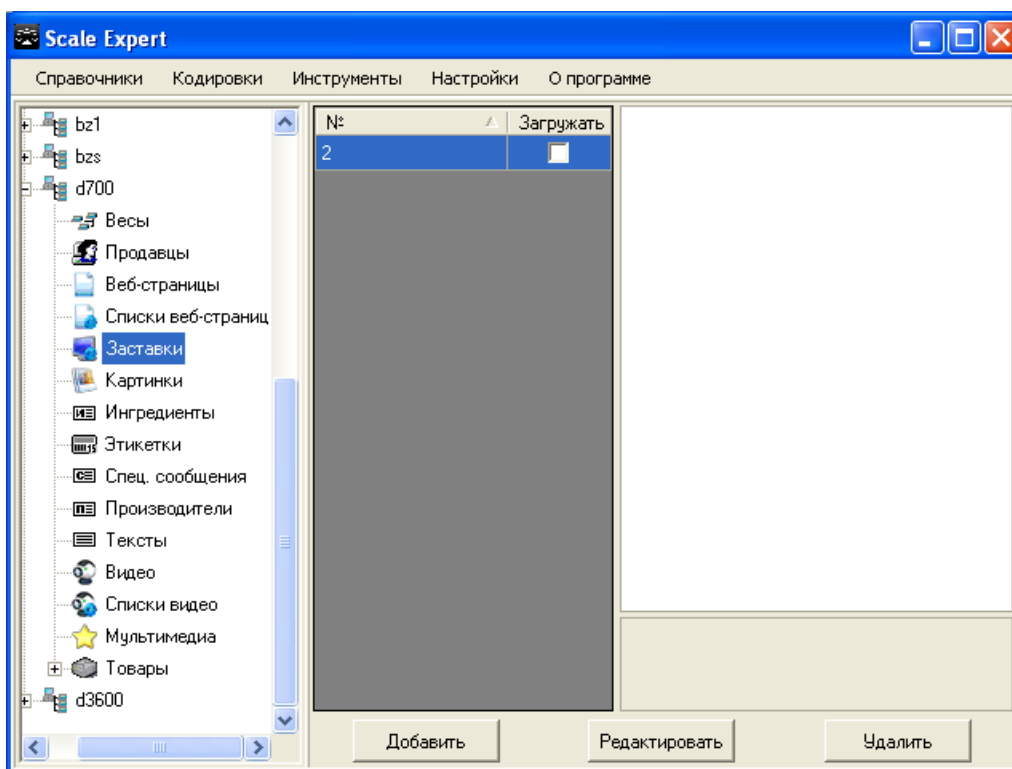 Scale Expert
Справочники Кодировки Инструменты Настройки О программе
bz1
bzs
d700
Весы
Продавцы
Веб-страницы
Списки веб-страниц
Заставки
Картинки
Ингредиенты
Этикетки
Спец. сообщения
Производители
Тексты
Видео
Списки видео
Мультимедиа
Товары
d3600
№ Загружать
2
Добавить Редактировать Удалить